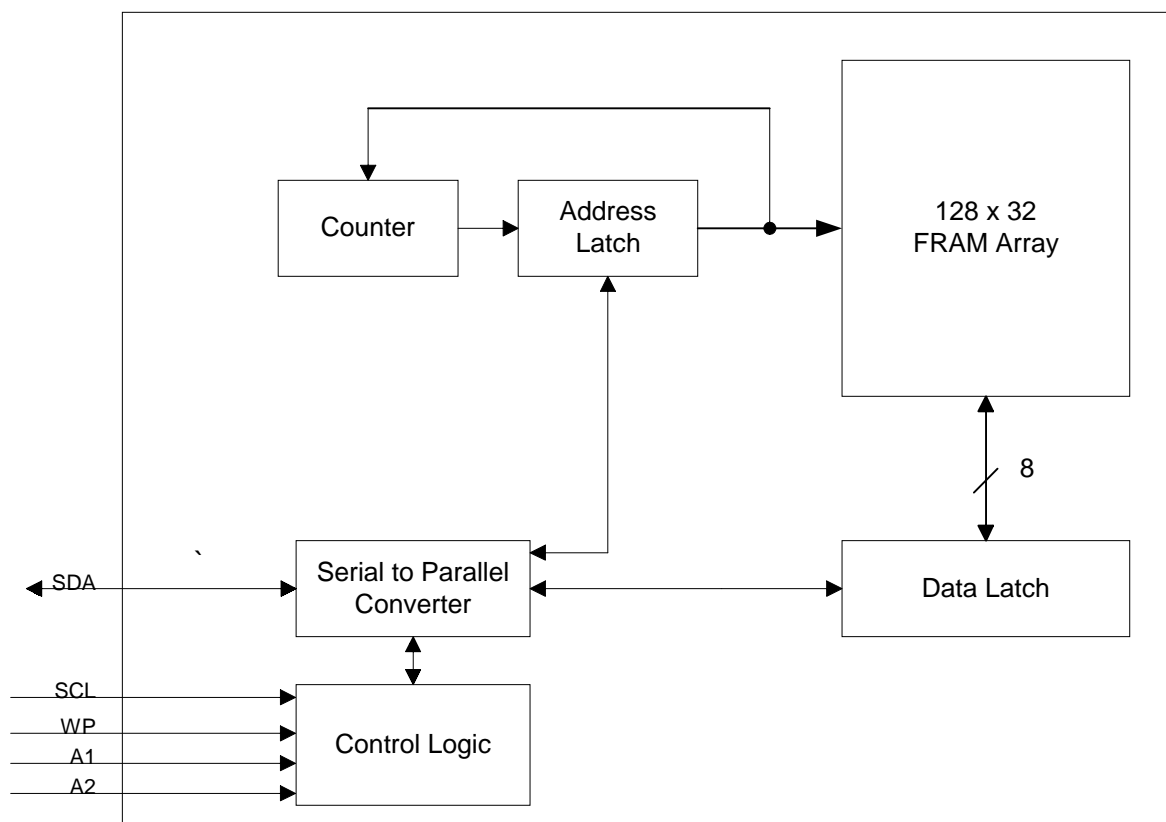 128 x 32
FRAM Array
Counter
Address
Latch
8
`
SDA
Serial to Parallel
Converter
Data Latch
SCL
WP
A1
A2
Control Logic